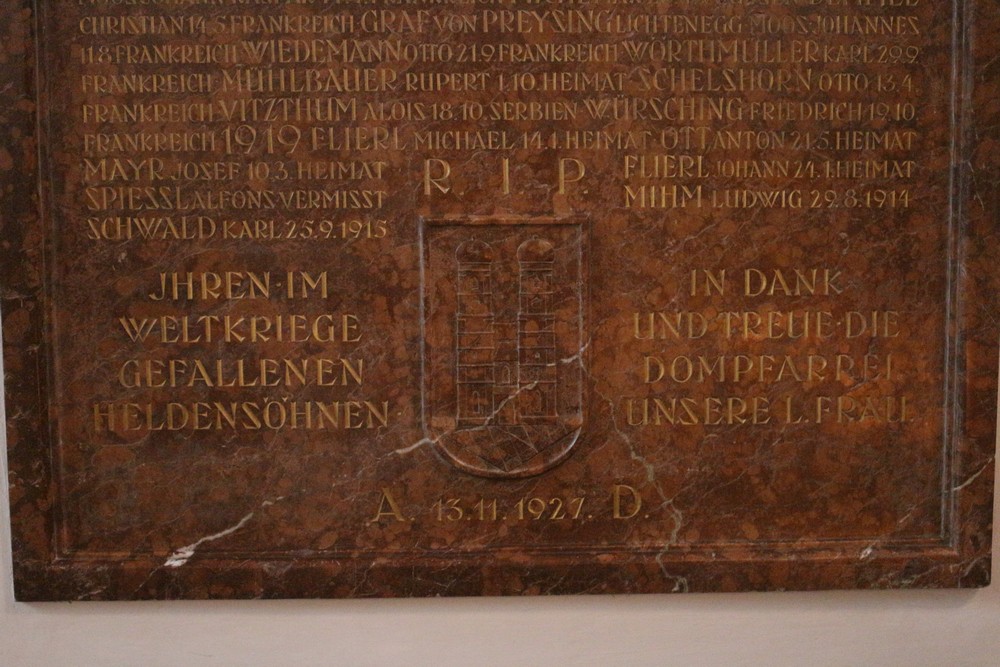 CHRISTIAN 14.5. FRANKREICH GRAF VON PREYSING LICHTENEGG-MOOS JOHANNES
11.8 FRANKREICH WIEDEMANN OTTO 21.9. FRANKREICH WÖRTHMÜLLER KARL 29.9.
FRANKREICH MÜHLBAUER RUPERT 1.10. HEIMAT SCHELSHORN OTTO 13.4.
FRANKREICH VITZTHUM ALOIS 18.10. SERBIEN WÜRSCHING FRIEDRICH 19.10.
FRANKREICH 1919 FLIERL MICHAEL 14.1. HEIMAT OTT ANTON 21.5. HEIMAT
MAYR JOSEF 10.3. HEIMAT
SPIESSL ALFONS VERMISST
SCHWALD KARL 25.9.1915
R. I. P.
FLIERL JOHANN 24.1. HEIMAT
MIHM LUDWIG 29.8.1914
JHREN·IM
WELTKRIEGE
GEFALLENEN
HELDENSÖHNEN·
IN DANK
UND TREUE·DIE
DOMPFARREI
UNSERE L. FRAU.
A. 13.11.1927. D.